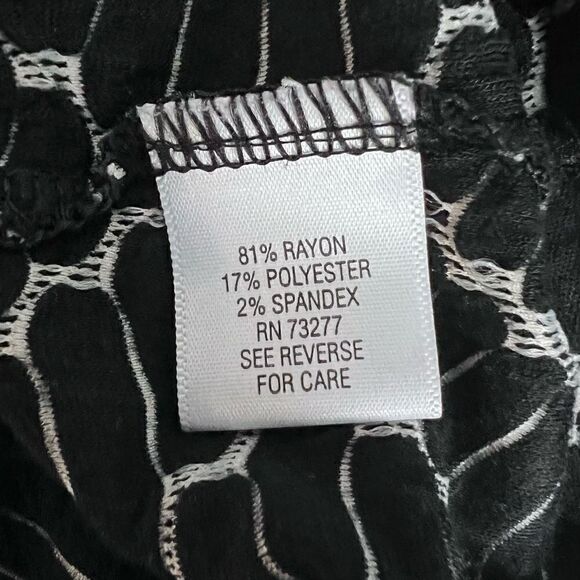 81% RAYON
17% POLYESTER
2% SPANDEX
RN 73277
SEE REVERSE
FOR CARE